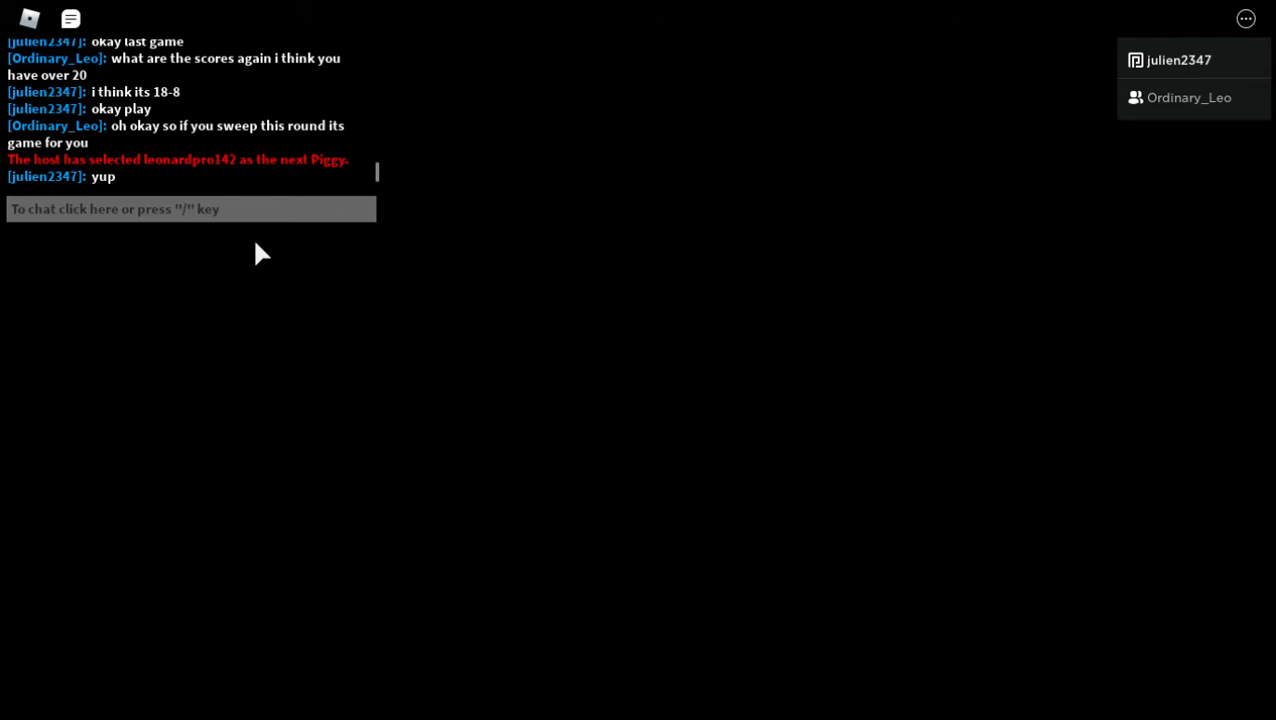 [julien2347]: okay last game
[Ordinary_Leo]: what are the scores again i think you
have over 20
[julien2347]: i think its 18-8
[julien2347]: okay play
[Ordinary_Leo]: oh okay so if you sweep this round its
game for you
The host has selected leonardpro142 as the next Piggy.
[julien2347]: yup
To chat click here or press "/" key
julien2347
Ordinary_Leo